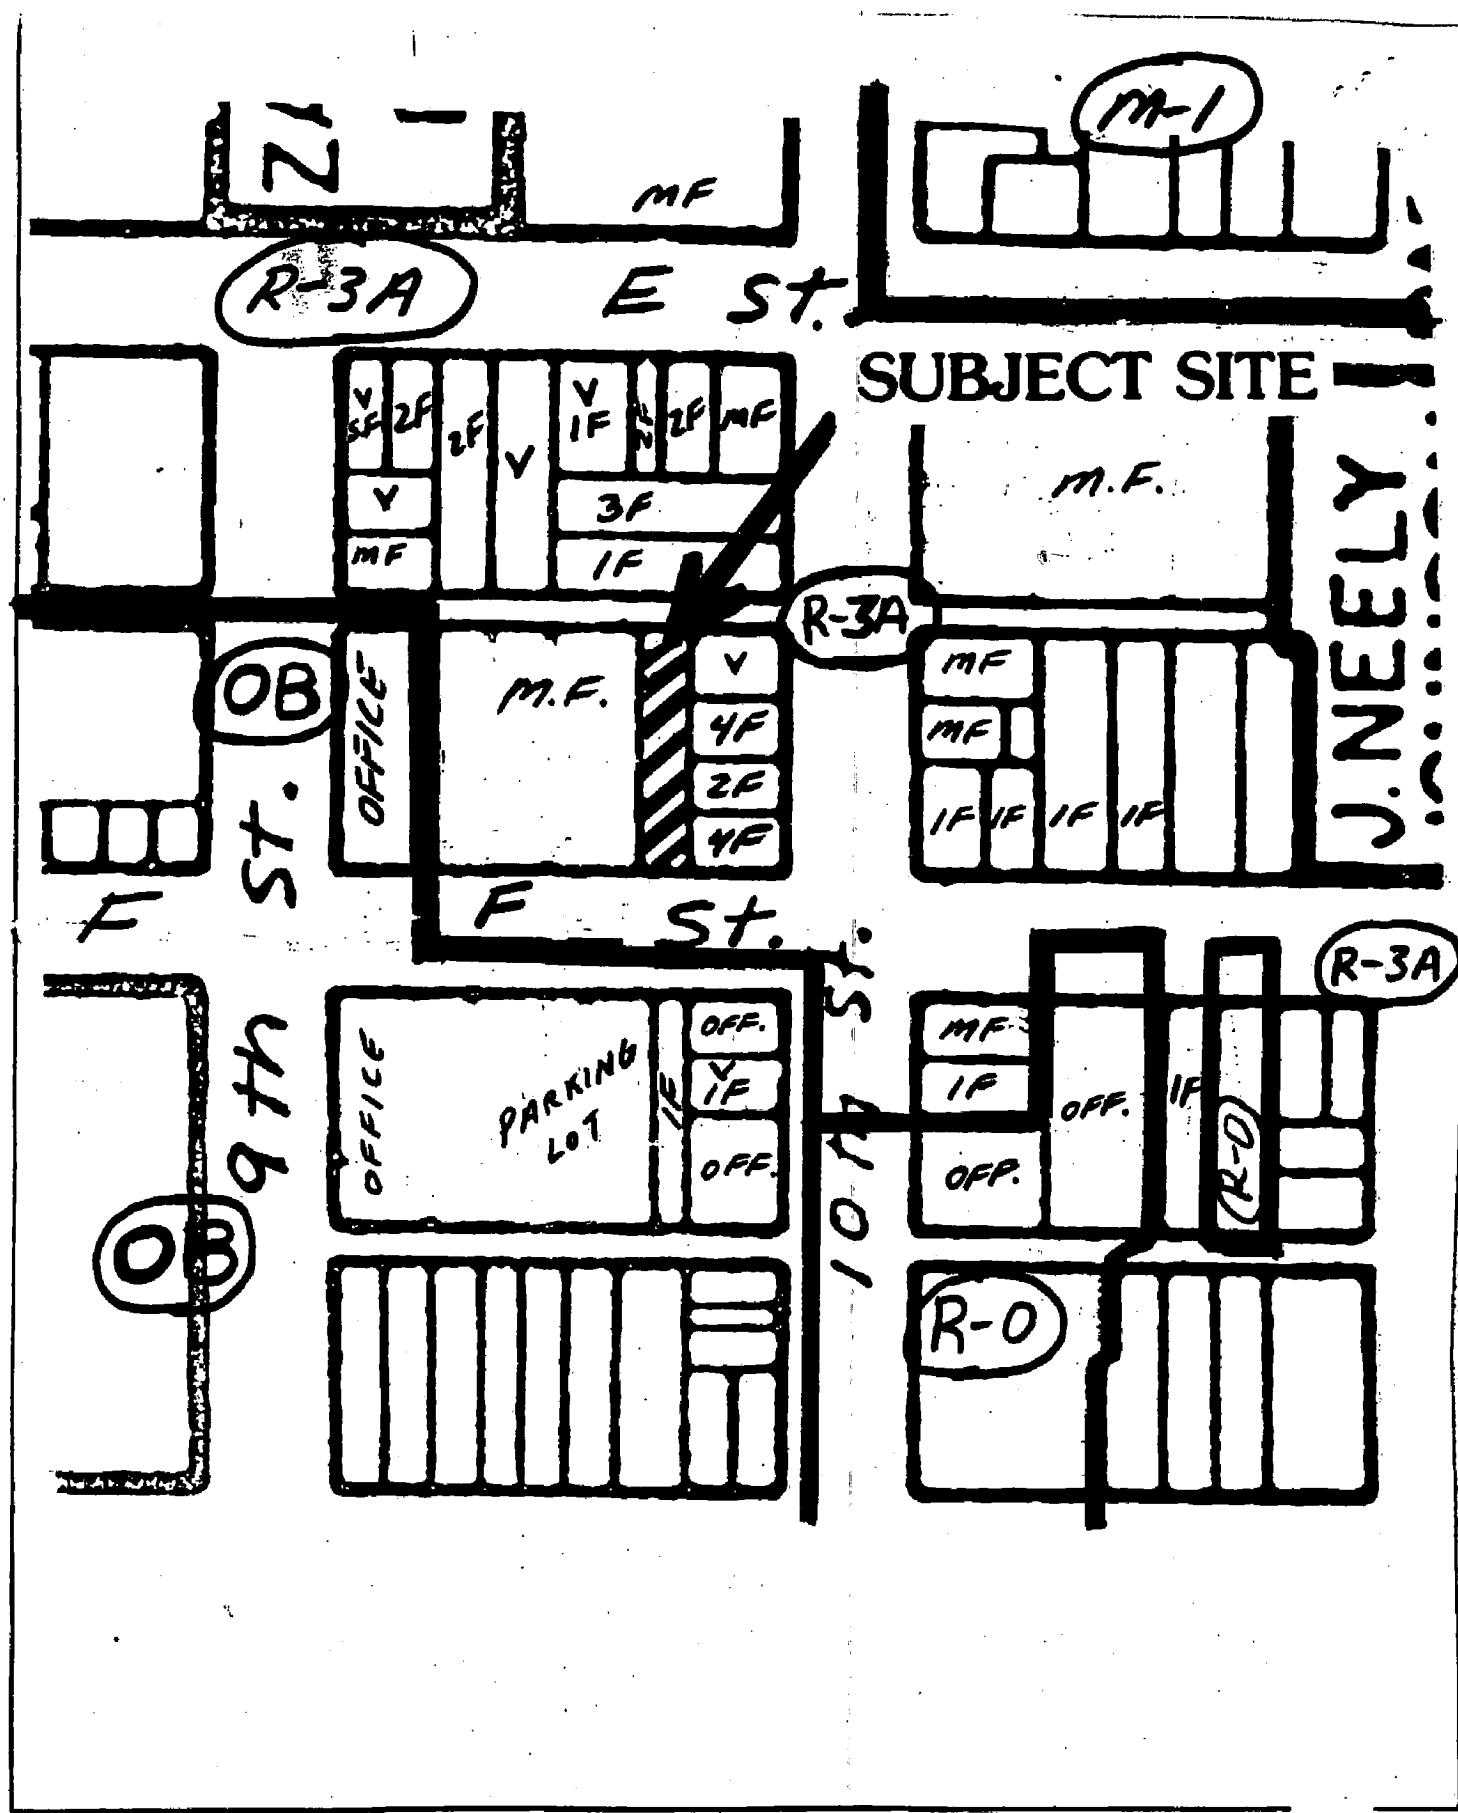 M-1
MF
R-3A
E St.
SUBJECT SITE
V
SF
2F
2F
V
V
1F
2F
2F
MF
V
3F
MF
1F
M.F.
J.NEELY
R-3A
OB
OFFICE
M.F.
V
4F
2F
4F
MF
MF
1F
1F
1F
1F
9th St.
F
F St.
10th St.
R-3A
OFFICE
PARKING
LOT
1F
OFF.
V
1F
OFF.
MF
1F
OFF.
OFF.
1F
R-O
OB
R-O